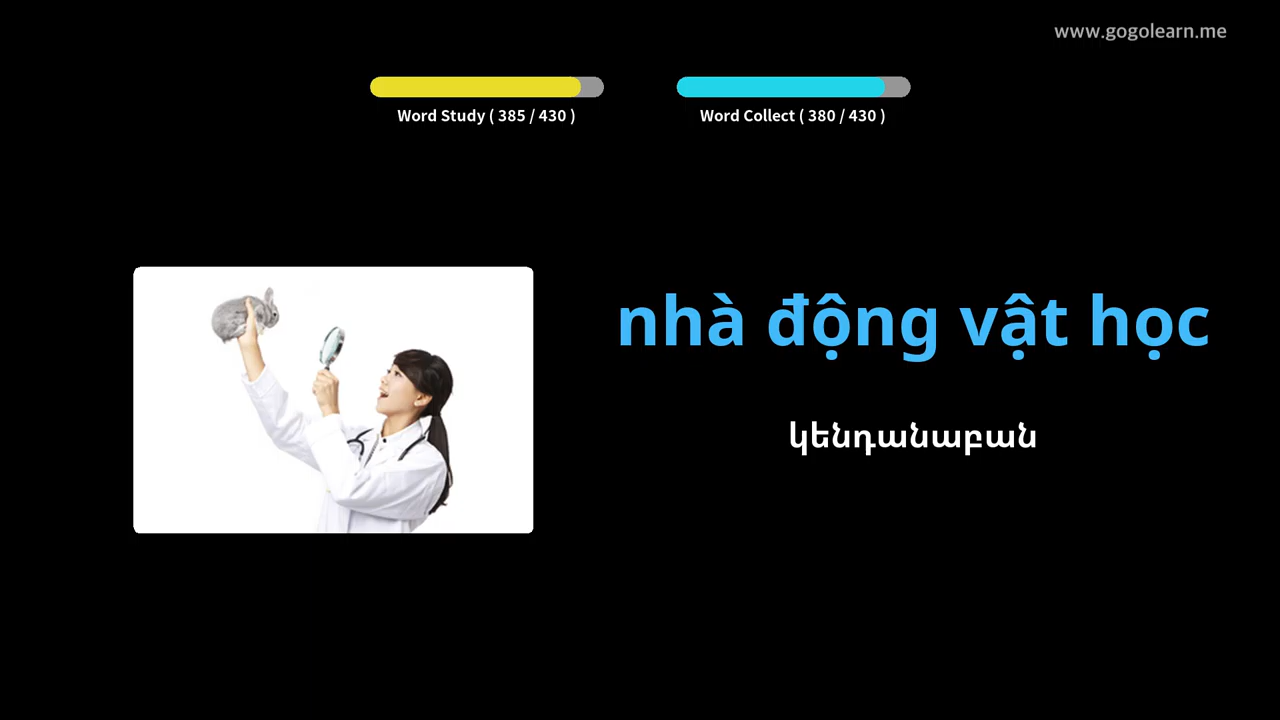 www.gogolearn.me
Word Study ( 385 / 430 )
Word Collect ( 380 / 430 )
nhà động vật học
կենդանաբան